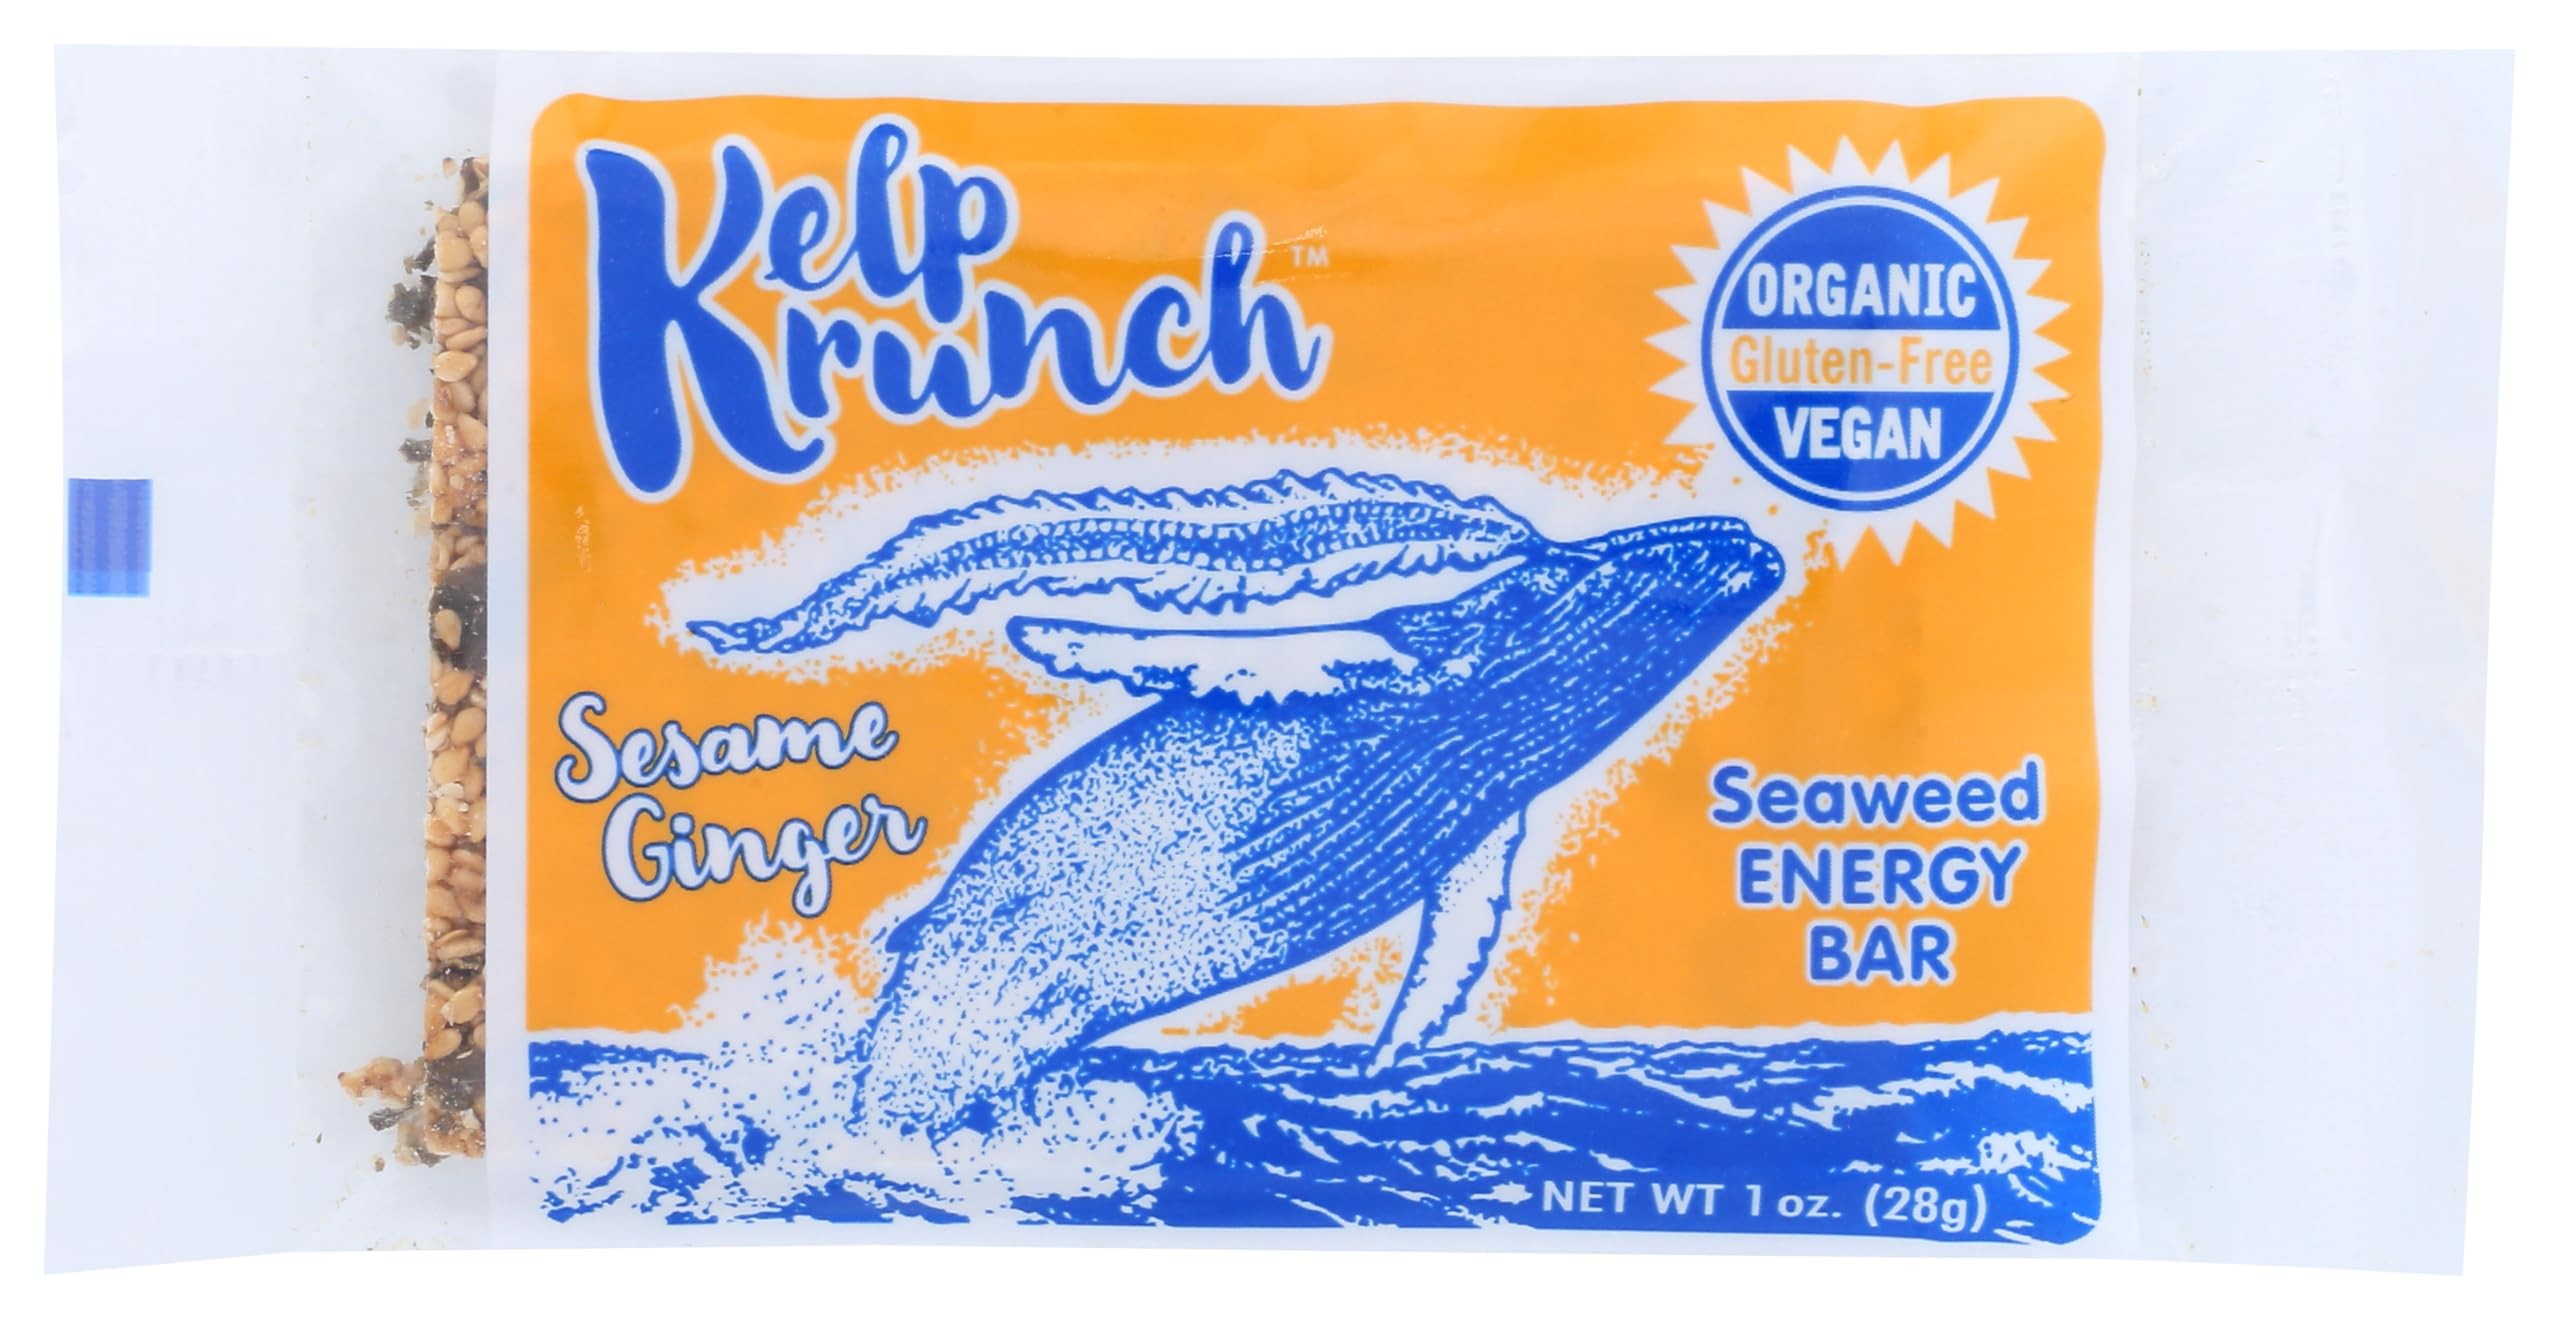 Kelp
Krunch™
ORGANIC
Gluten-Free
VEGAN
Sesame
Ginger
Seaweed
ENERGY
BAR
NET WT 1 oz. (28g)